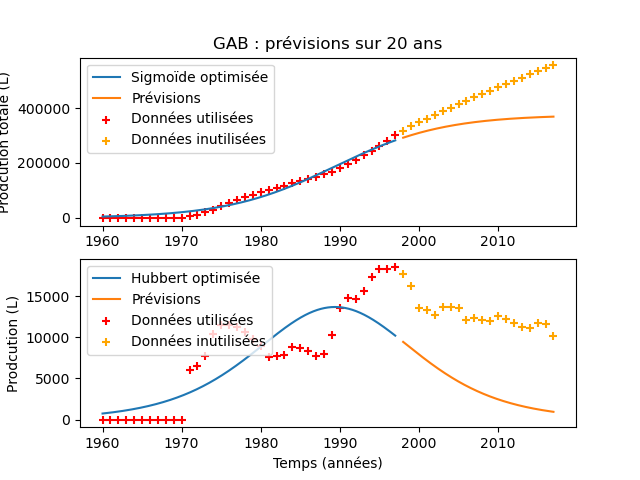 GAB : prévisions sur 20 ans
Prodcution totale (L)
400000
200000
0
Sigmoïde optimisée
Prévisions
Données utilisées
Données inutilisées
1960 1970 1980 1990 2000 2010
Prodcution (L)
15000
10000
5000
0
Hubbert optimisée
Prévisions
Données utilisées
Données inutilisées
1960 1970 1980 1990 2000 2010
Temps (années)